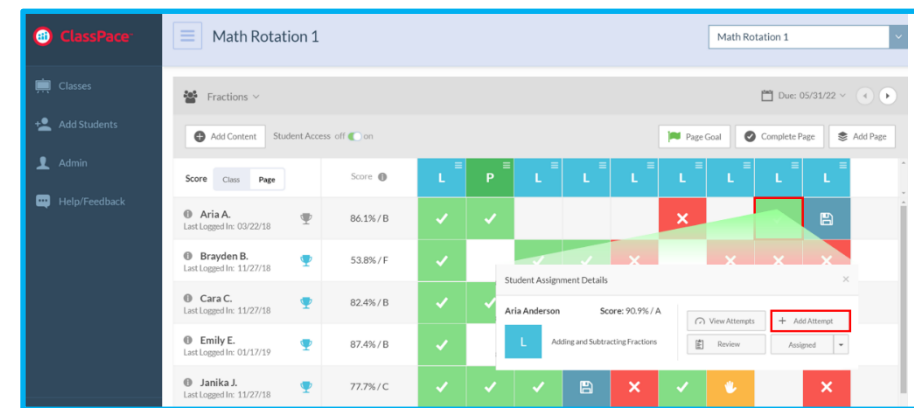 ClassPace
Math Rotation 1
Math Rotation 1
Classes
Add Students
Admin
Help/Feedback
Fractions
Due: 05/31/22
Add Content
Student Access off on
Page Goal
Complete Page
Add Page
Score Class Page
Score
L P L L L L L L L
Aria A.
Last Logged In: 03/22/18
86.1% / B
Brayden B.
Last Logged In: 11/27/18
53.8% / F
Cara C.
Last Logged In: 11/27/18
82.4% / B
Emily E.
Last Logged In: 01/17/19
87.4% / B
Janika J.
Last Logged In: 11/27/18
77.7% / C
Student Assignment Details
Aria Anderson
Score: 90.9% / A
L
Adding and Subtracting Fractions
View Attempts
+ Add Attempt
Review
Assigned